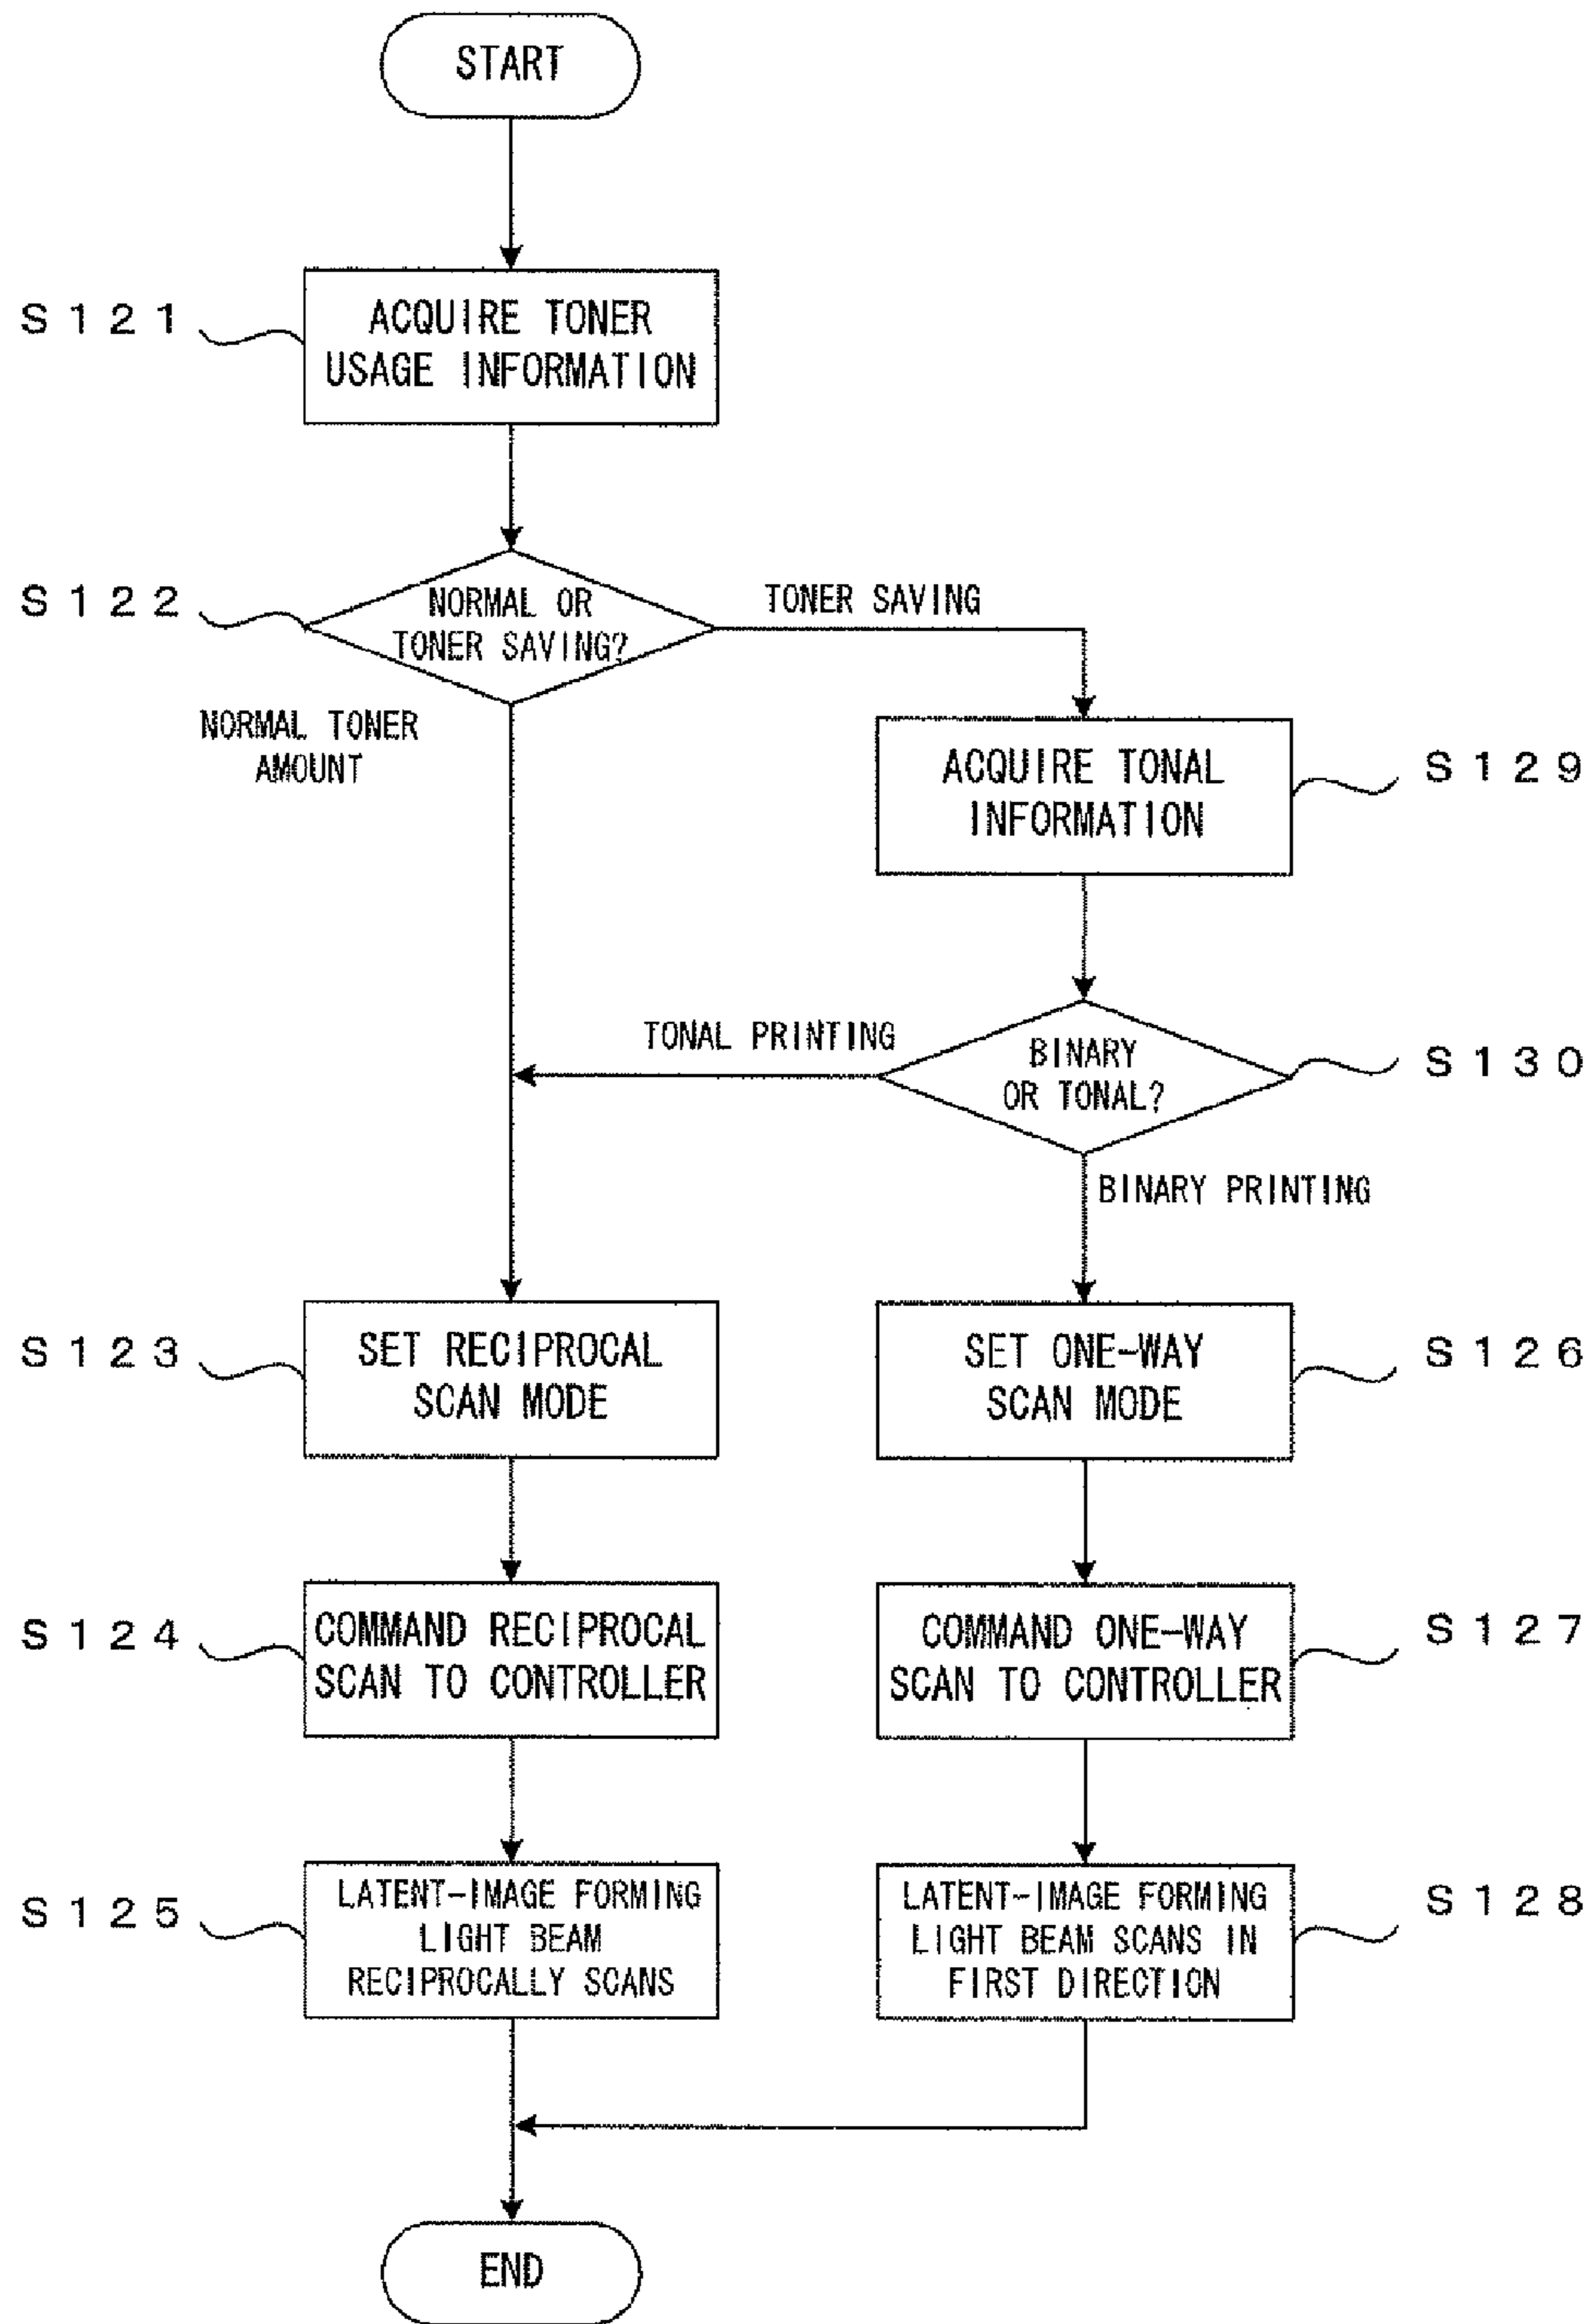 START
S121
ACQUIRE TONER
USAGE INFORMATION
S122
NORMAL OR
TONER SAVING?
TONER SAVING
NORMAL TONER
AMOUNT
ACQUIRE TONAL
INFORMATION
S129
TONAL PRINTING
BINARY
OR TONAL?
S130
BINARY PRINTING
S123
SET RECIPROCAL
SCAN MODE
SET ONE-WAY
SCAN MODE
S126
S124
COMMAND RECIPROCAL
SCAN TO CONTROLLER
COMMAND ONE-WAY
SCAN TO CONTROLLER
S127
S125
LATENT-IMAGE FORMING
LIGHT BEAM
RECIPROCALLY SCANS
LATENT-IMAGE FORMING
LIGHT BEAM SCANS IN
FIRST DIRECTION
S128
END